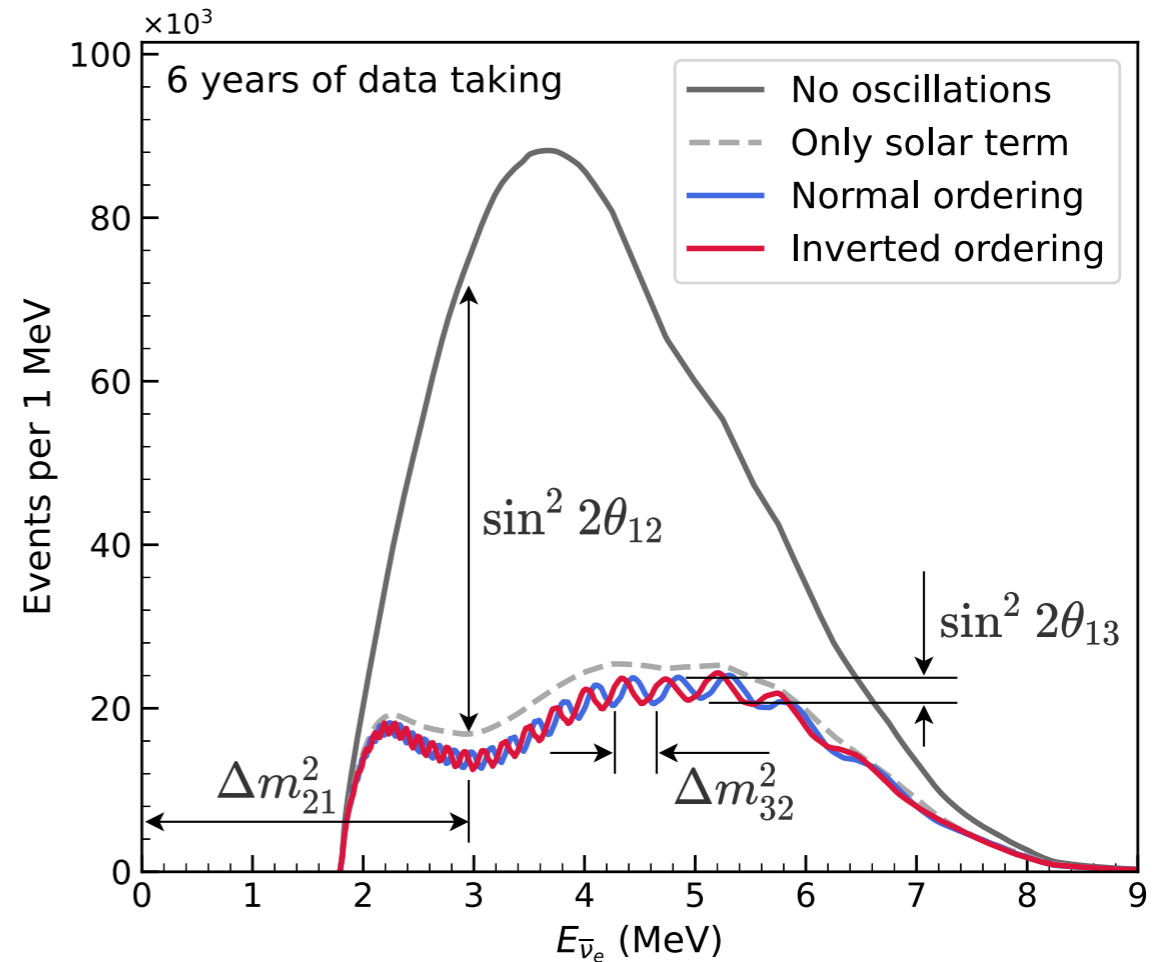 ×10³
100
6 years of data taking
No oscillations
Only solar term
Normal ordering
Inverted ordering
80
60
40
20
0
Events per 1 MeV
sin² 2θ₁₂
sin² 2θ₁₃
Δm²₂₁
Δm²₃₂
0 1 2 3 4 5 6 7 8 9
E_ν̅ₑ (MeV)